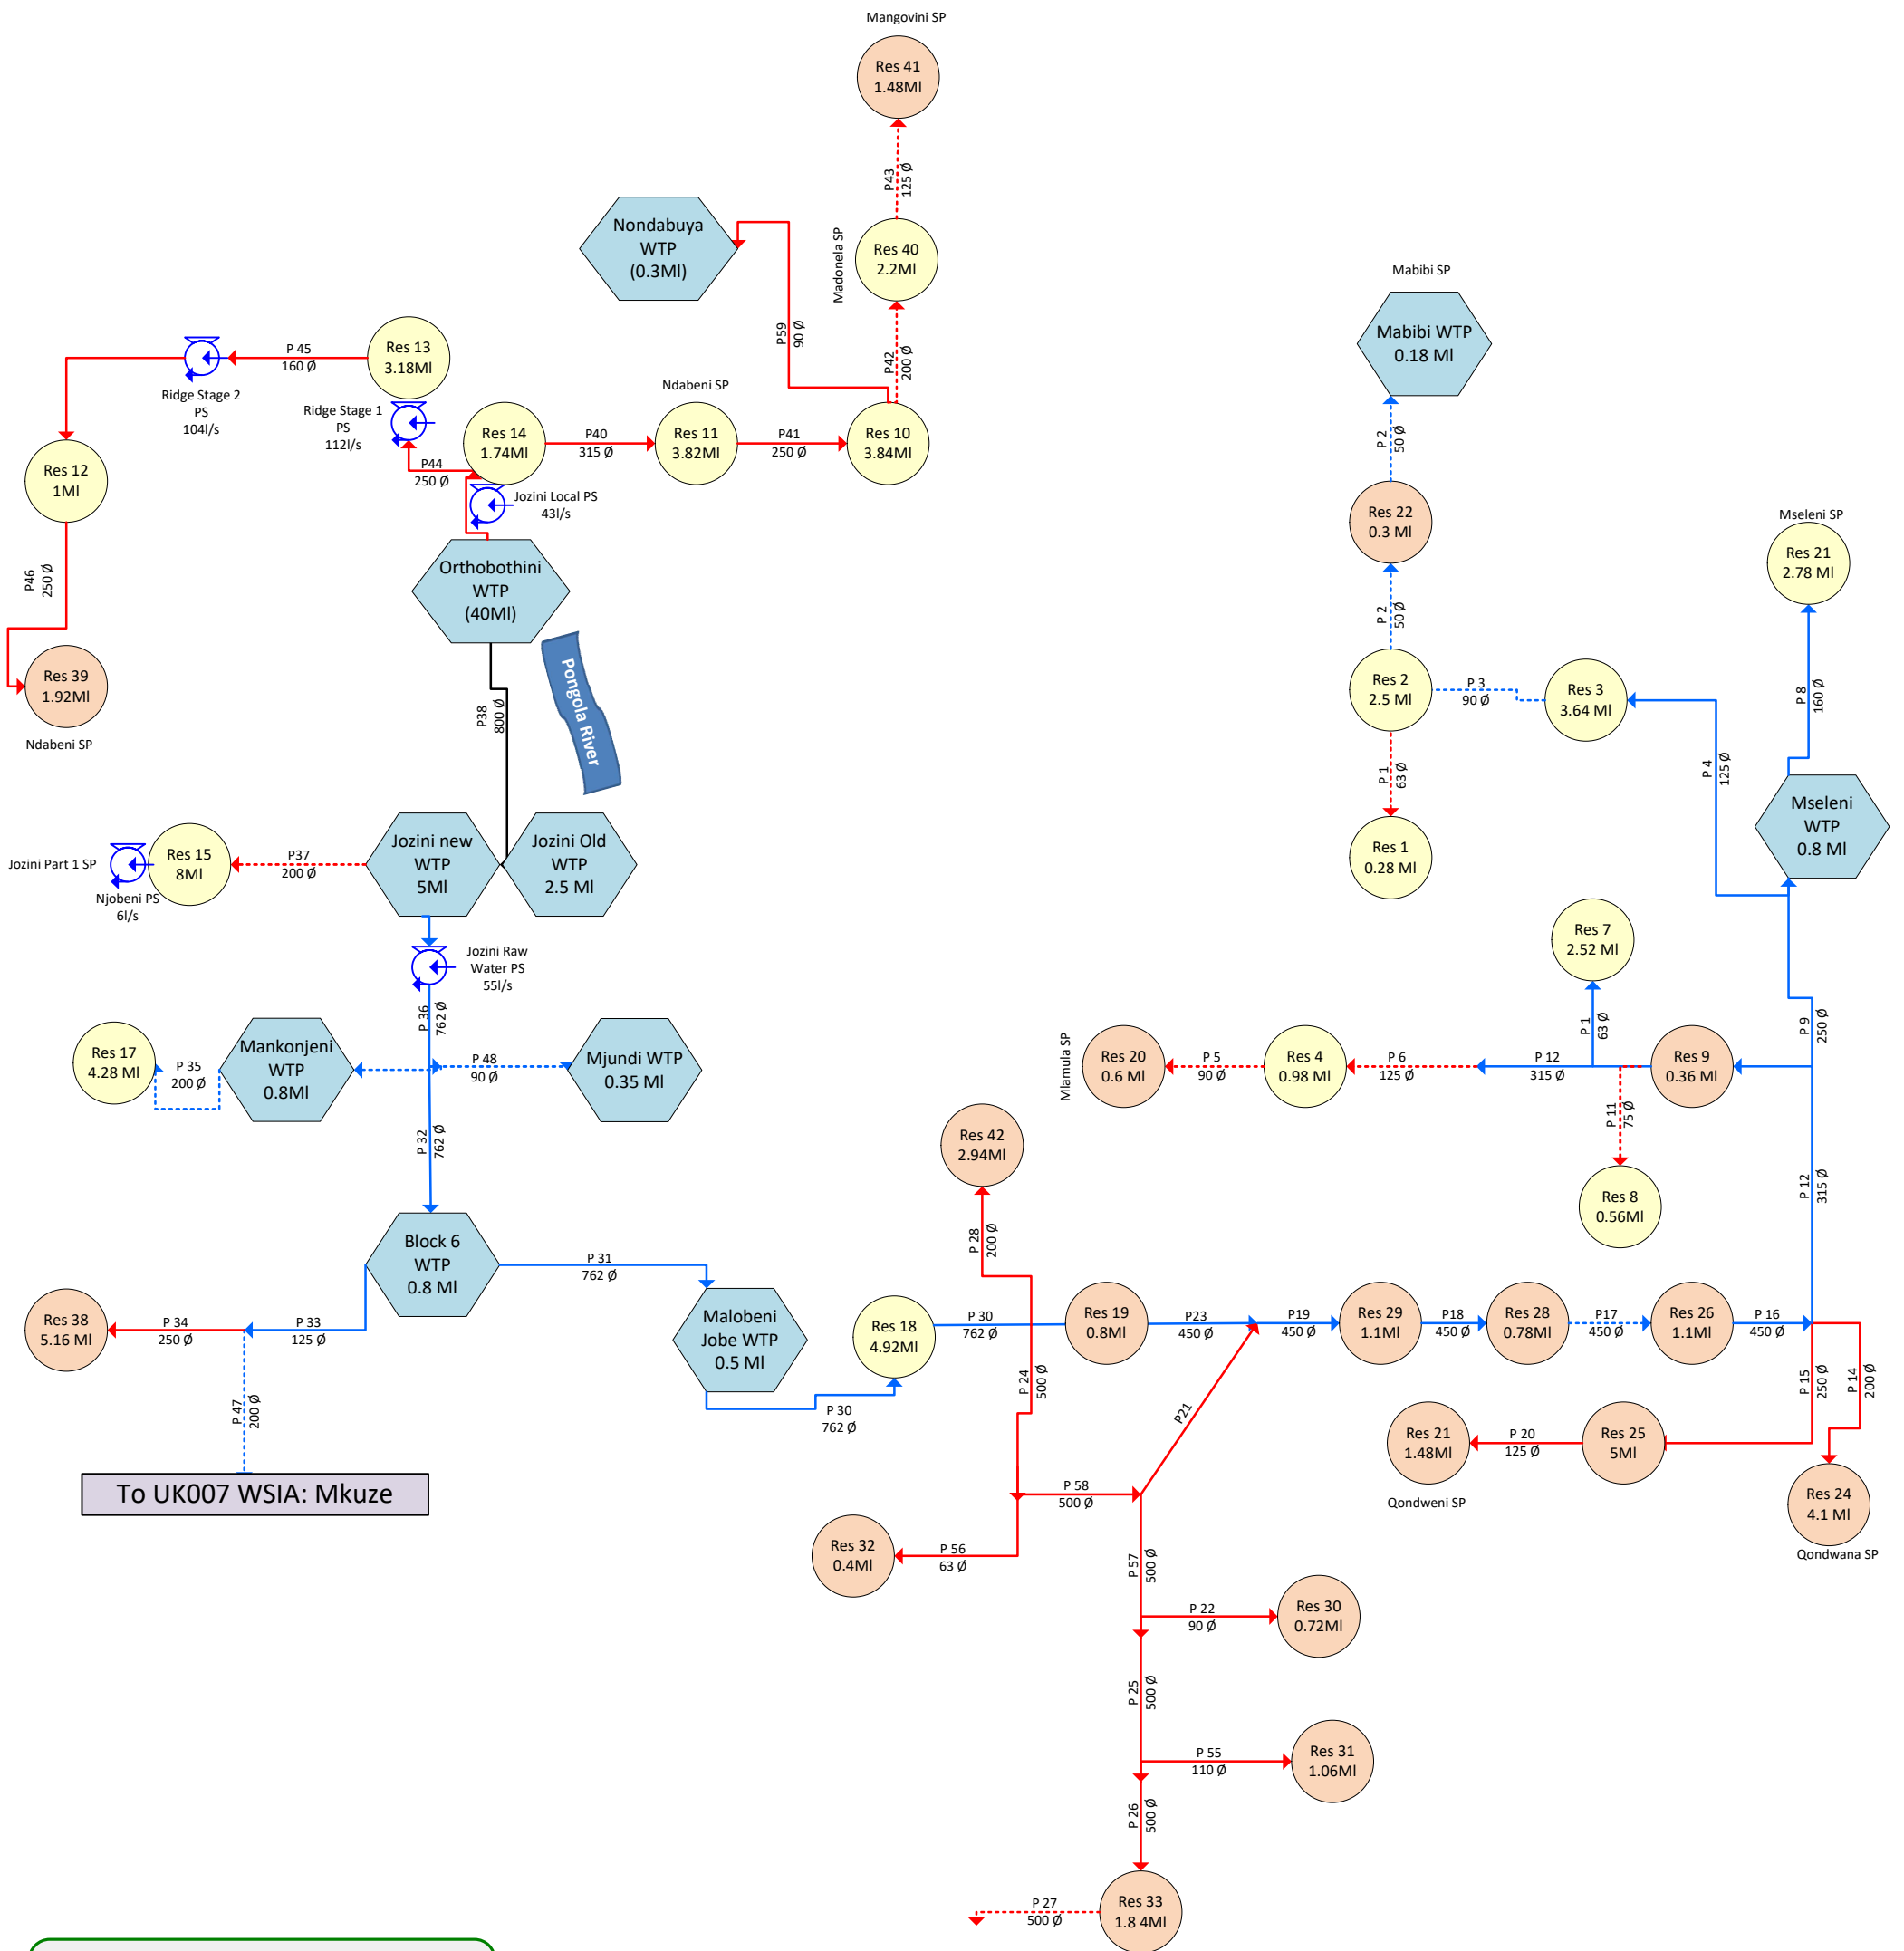 Mangovini SP
Res 41
1.48Ml
P43
125 Ø
Nondabuya
WTP
(0.3Ml)
Madonela SP
Res 40
2.2Ml
P59
90 Ø
P42
200 Ø
Mabibi SP
Mabibi WTP
0.18 Ml
P 2
50 Ø
P 45
160 Ø
Res 13
3.18Ml
Ridge Stage 2
PS
104l/s
Ridge Stage 1
PS
112l/s
Ndabeni SP
Res 14
1.74Ml
P40
315 Ø
Res 11
3.82Ml
P41
250 Ø
Res 10
3.84Ml
P44
250 Ø
Jozini Local PS
43l/s
Res 12
1Ml
P46
250 Ø
Res 39
1.92Ml
Ndabeni SP
Orthobothini
WTP
(40Ml)
P38
800 Ø
Pongola River
Res 22
0.3 Ml
P 2
50 Ø
Mseleni SP
Res 21
2.78 Ml
Res 2
2.5 Ml
P 3
90 Ø
Res 3
3.64 Ml
P 8
160 Ø
P 4
125 Ø
P 1
63 Ø
Res 1
0.28 Ml
Mseleni
WTP
0.8 Ml
Jozini Part 1 SP
Res 15
8Ml
Njobeni PS
6l/s
P37
200 Ø
Jozini new
WTP
5Ml
Jozini Old
WTP
2.5 Ml
Jozini Raw
Water PS
55l/s
P 36
762 Ø
Res 7
2.52 Ml
P 1
63 Ø
P 9
250 Ø
Res 17
4.28 Ml
P 35
200 Ø
Mankonjeni
WTP
0.8Ml
P 48
90 Ø
Mjundi WTP
0.35 Ml
Mlamula SP
Res 20
0.6 Ml
P 5
90 Ø
Res 4
0.98 Ml
P 6
125 Ø
P 12
315 Ø
Res 9
0.36 Ml
P 11
75 Ø
Res 8
0.56Ml
P 32
762 Ø
Res 42
2.94Ml
P 28
200 Ø
P 12
315 Ø
Block 6
WTP
0.8 Ml
P 31
762 Ø
Malobeni
Jobe WTP
0.5 Ml
Res 38
5.16 Ml
P 34
250 Ø
P 33
125 Ø
P 47
200 Ø
To UK007 WSIA: Mkuze
Res 18
4.92Ml
P 30
762 Ø
P 30
762 Ø
Res 19
0.8Ml
P23
450 Ø
P19
450 Ø
Res 29
1.1Ml
P18
450 Ø
Res 28
0.78Ml
P17
450 Ø
Res 26
1.1Ml
P 16
450 Ø
P 24
500 Ø
P21
P 15
250 Ø
P 14
200 Ø
Res 21
1.48Ml
P 20
125 Ø
Res 25
5Ml
Qondweni SP
Res 24
4.1 Ml
Qondwana SP
P 58
500 Ø
Res 32
0.4Ml
P 56
63 Ø
P 57
500 Ø
P 22
90 Ø
Res 30
0.72Ml
P 25
500 Ø
P 55
110 Ø
Res 31
1.06Ml
P 26
500 Ø
P 27
500 Ø
Res 33
1.8 4Ml